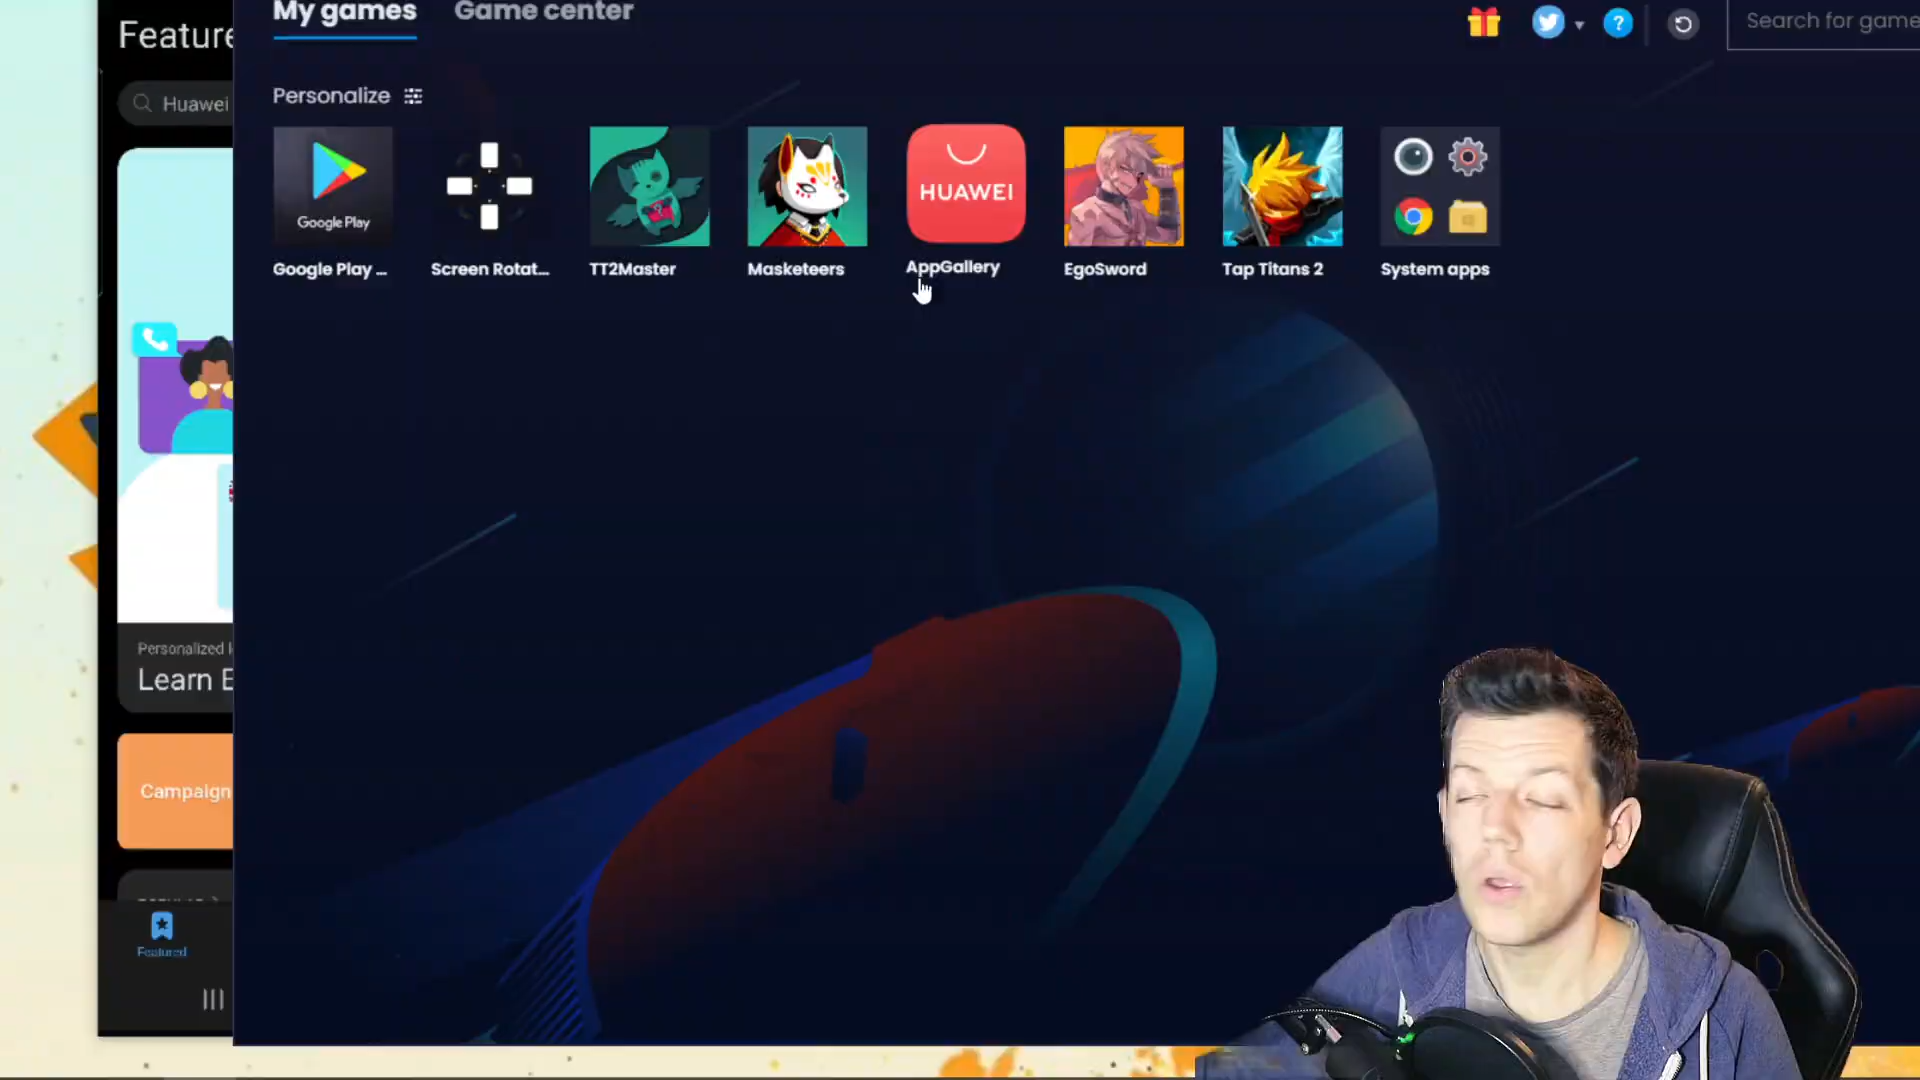 Feature
My games
Game center
Search for game
Huawei
Personalize
Google Play
HUAWEI
Google Play ...
Screen Rotat...
TT2Master
Masketeers
AppGallery
EgoSword
Tap Titans 2
System apps
Personalized
Learn E
Campaign
Featured